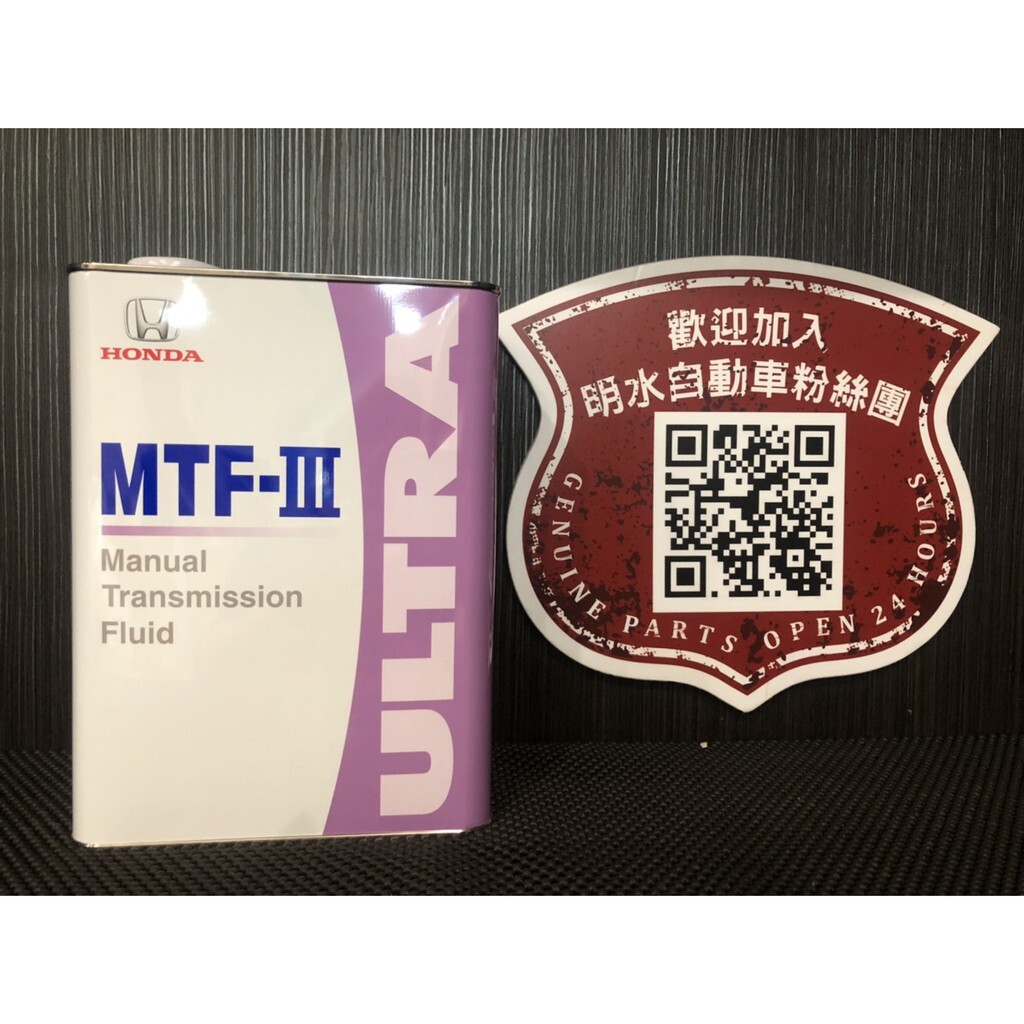 HONDA
MTF-III
Manual
Transmission
Fluid
ULTRA
歡迎加入
明水自動車粉絲團
GENUINE PARTS OPEN 24 HOURS